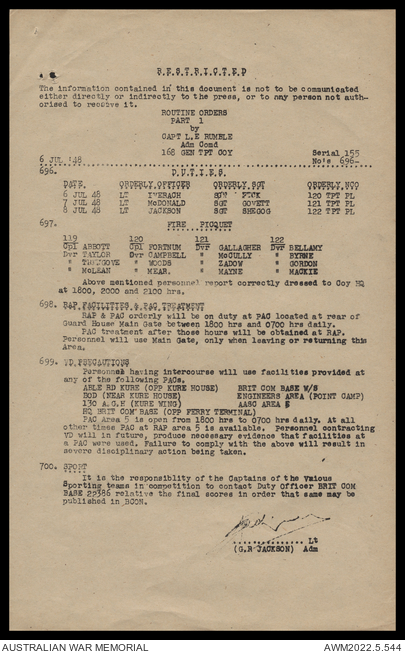 R E S T R I C T E D
The information contained in this document is not to be communicated
either directly or indirectly to the press, or to any person not auth-
orised to receive it.
ROUTINE ORDERS
PART 1
by
CAPT L.E RUMBLE
Adm Comd
168 GEN TPT COY
Serial 155
6 JUL '48
No's 696-
696. D U T I E S.
DATE. ORDERLY OFFICER ORDERLY SGT ORDERLY NCO
6 JUL 48 LT IVERACH SGT 120 TPT PL
7 JUL 48 LT McDONALD SGT GOVETT 121 TPT PL
8 JUL 48 LT JACKSON SGT SHEGOG 122 TPT PL
697. FIRE PICQUET
119 120 121 122
Cpl ABBOTT Cpl FORTNUM Dvr GALLAGHER Dvr BELLAMY
Dvr TAYLOR Dvr CAMPBELL " McCULLY " BYRNE
" " WOODS " ZADOW " GORDON
" McLEAN " MEAR. " MAYNE " MACKIE
Above mentioned personnel report correctly dressed to Coy HQ
at 1800, 2000 and 2100 hrs.
698. RAP FACILITIES & PAC TREATMENT
RAP & PAC orderly will be on duty at PAC located at rear of
Guard House Main Gate between 1800 hrs and 0700 hrs daily.
PAC treatment after those hours will be obtained at RAP.
Personnel will use Main Gate, only when leaving or returning this
Area.
699. VD PRECAUTIONS
Personnel having intercourse will use facilities provided at
any of the following PACs.
ABLE RD KURE (OPP KURE HOUSE) BRIT COM BASE W/S
BOD (NEAR KURE HOUSE) ENGINEERS AREA (POINT CAMP)
130 A.G.H (KURE WING) AASC AREA 5
HQ BRIT COM BASE (OPP FERRY TERMINAL)
PAC Area 5 is open from 1800 hrs to 0700 hrs daily. At all
other times PAC at RAP area 5 is available. Personnel contracting
VD will in future, produce necessary evidence that facilities at
a PAC were used. Failure to comply with the above will result in
severe disciplinary action being taken.
700. SPORT
It is the responsiblity of the Captains of the
Sporting teams in competition to contact Duty Officer BRIT COM
BASE 22386 relative the final scores in order that same may be
published in BCON.
Lt
(G.R JACKSON) Adm
AUSTRALIAN WAR MEMORIAL
AWM2022.5.544